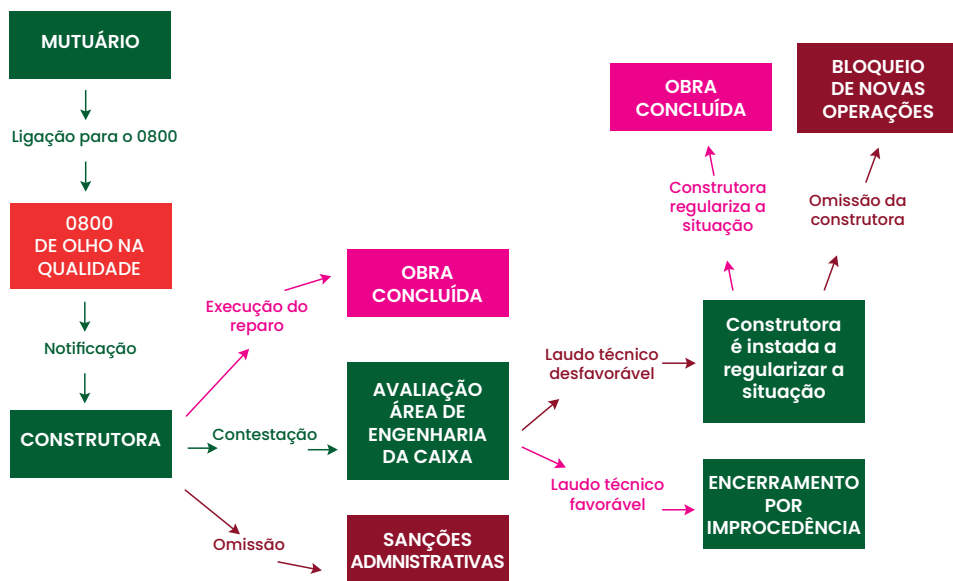 MUTUÁRIO
Ligação para o 0800
0800
DE OLHO NA
QUALIDADE
Notificação
CONSTRUTORA
Execução do
reparo
OBRA
CONCLUÍDA
Contestação
AVALIAÇÃO
ÁREA DE
ENGENHARIA
DA CAIXA
Omissão
SANÇÕES
ADMNISTRATIVAS
Laudo técnico
desfavorável
Construtora
é instada a
regularizar a
situação
Construtora
regulariza a
situação
OBRA
CONCLUÍDA
Omissão da
construtora
BLOQUEIO
DE NOVAS
OPERAÇÕES
Laudo técnico
favorável
ENCERRAMENTO
POR
IMPROCEDÊNCIA